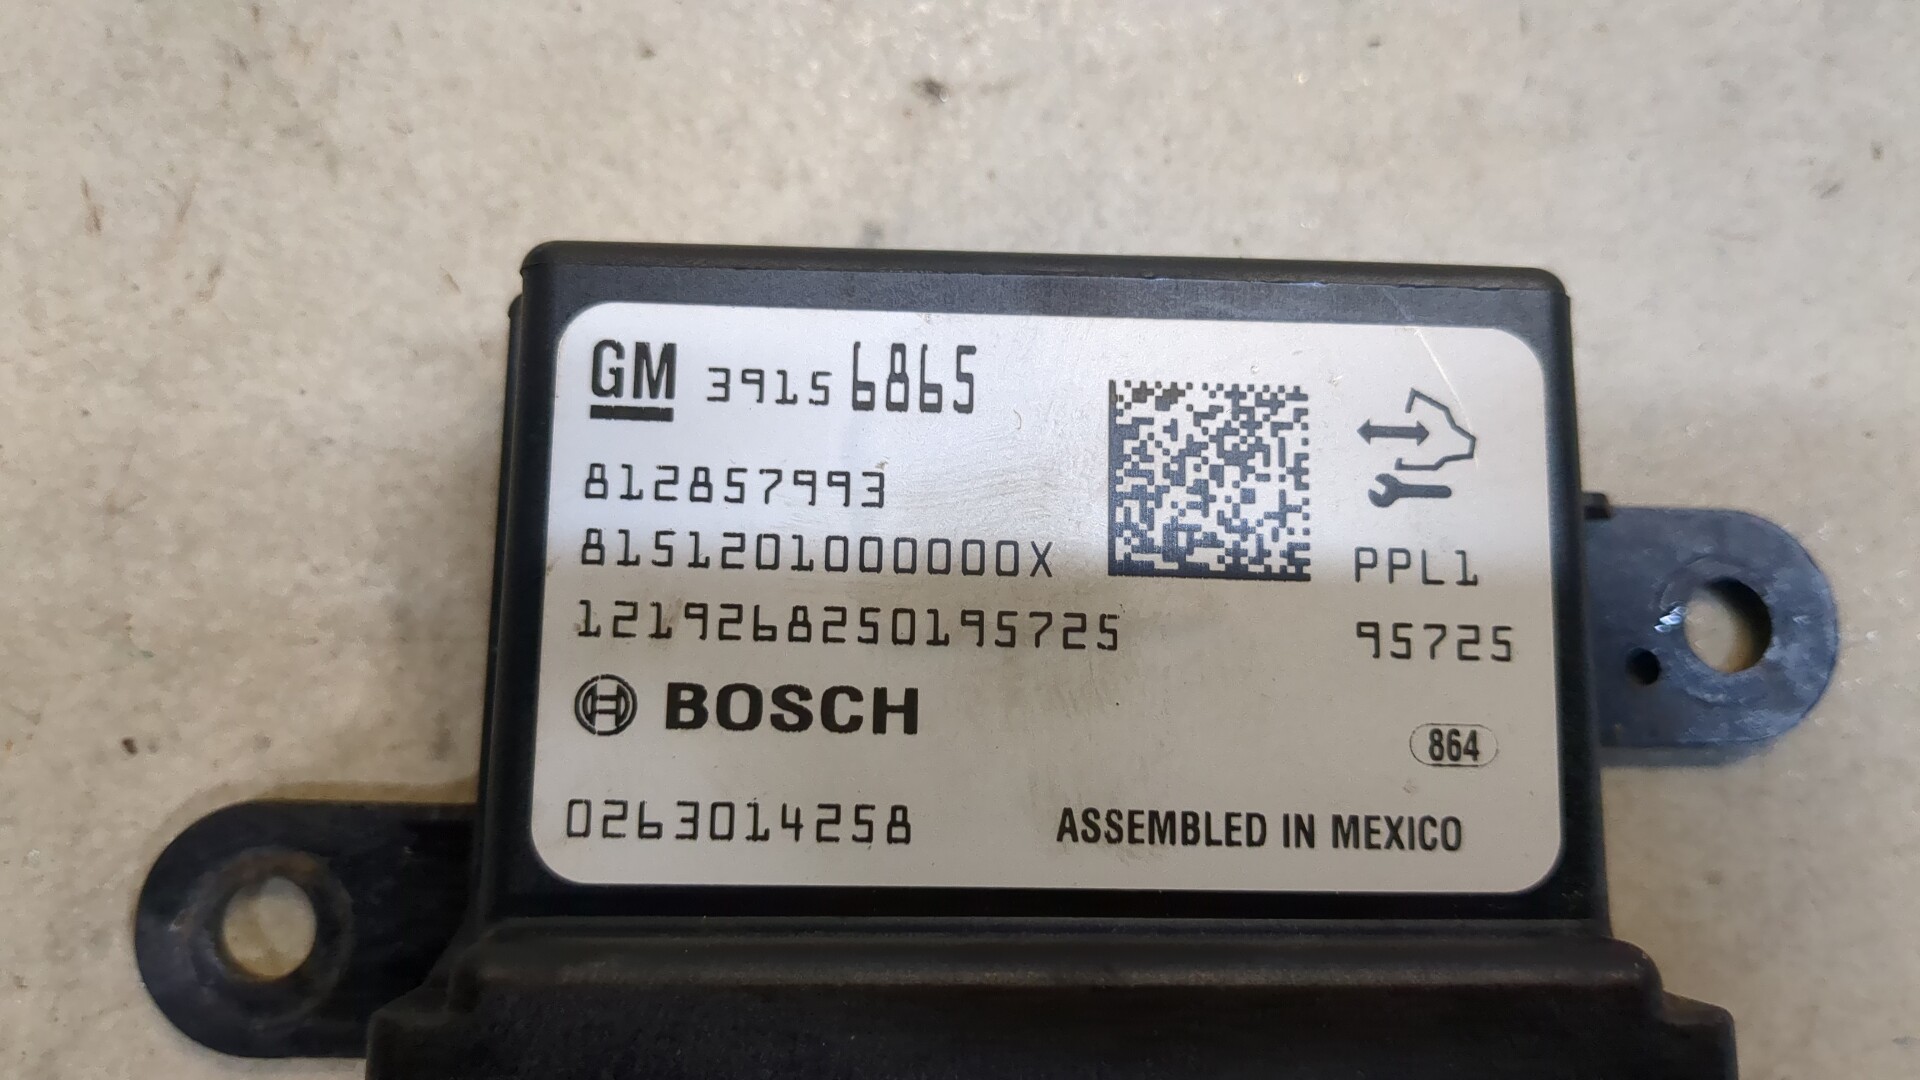 GM 39156865
812857993
8151201000000X
PPL1
1219268250195725
95725
BOSCH
864
0263014258
ASSEMBLED IN MEXICO